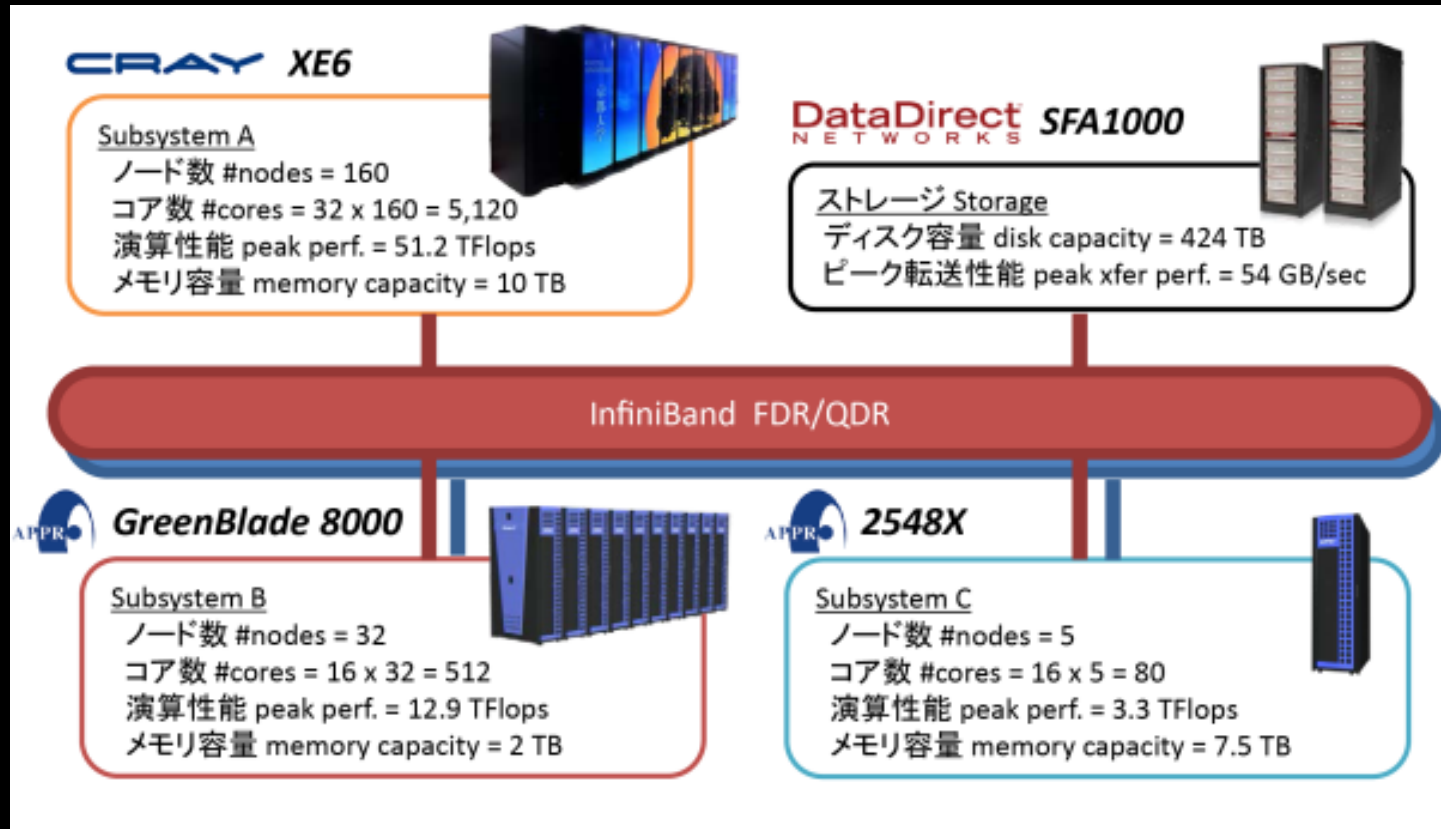 CRAY XE6
Subsystem A
ノード数 #nodes = 160
コア数 #cores = 32 x 160 = 5,120
演算性能 peak perf. = 51.2 TFlops
メモリ容量 memory capacity = 10 TB
DataDirect NETWORKS SFA1000
ストレージ Storage
ディスク容量 disk capacity = 424 TB
ピーク転送性能 peak xfer perf. = 54 GB/sec
InfiniBand FDR/QDR
APPRO GreenBlade 8000
Subsystem B
ノード数 #nodes = 32
コア数 #cores = 16 x 32 = 512
演算性能 peak perf. = 12.9 TFlops
メモリ容量 memory capacity = 2 TB
APPRO 2548X
Subsystem C
ノード数 #nodes = 5
コア数 #cores = 16 x 5 = 80
演算性能 peak perf. = 3.3 TFlops
メモリ容量 memory capacity = 7.5 TB